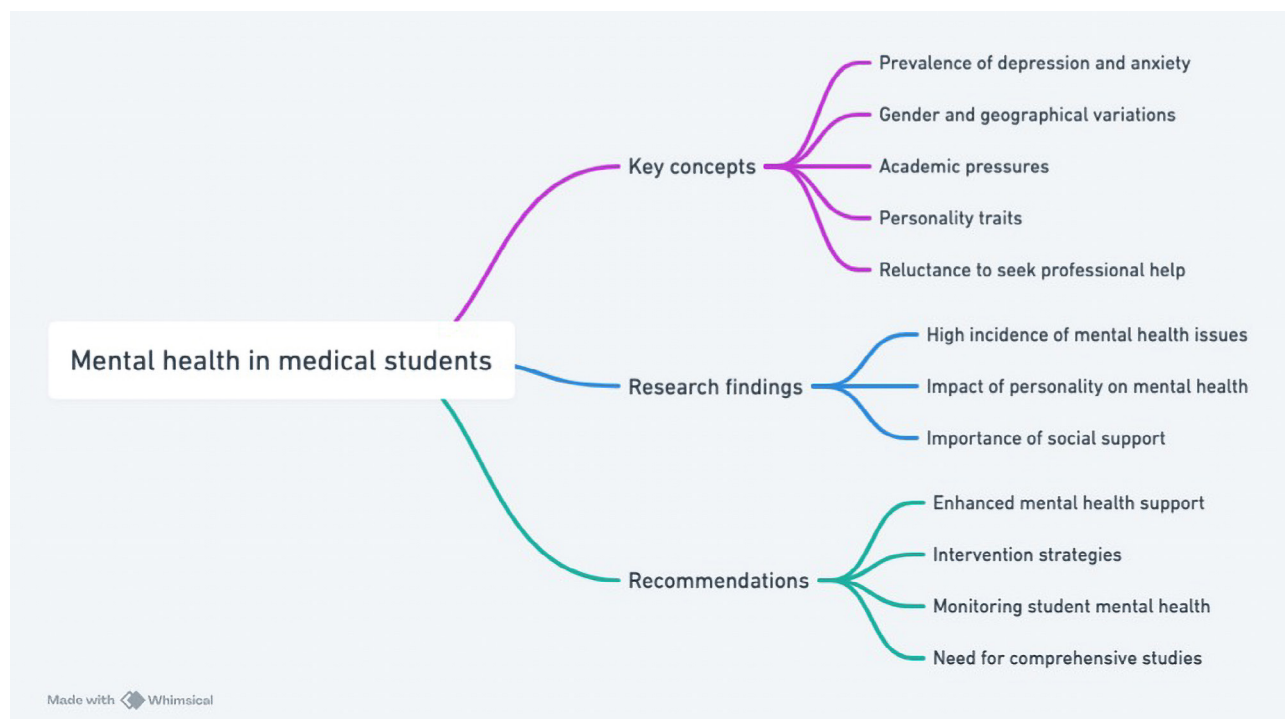 Mental health in medical students
Key concepts
Prevalence of depression and anxiety
Gender and geographical variations
Academic pressures
Personality traits
Reluctance to seek professional help
Research findings
High incidence of mental health issues
Impact of personality on mental health
Importance of social support
Recommendations
Enhanced mental health support
Intervention strategies
Monitoring student mental health
Need for comprehensive studies
Made with Whimsical